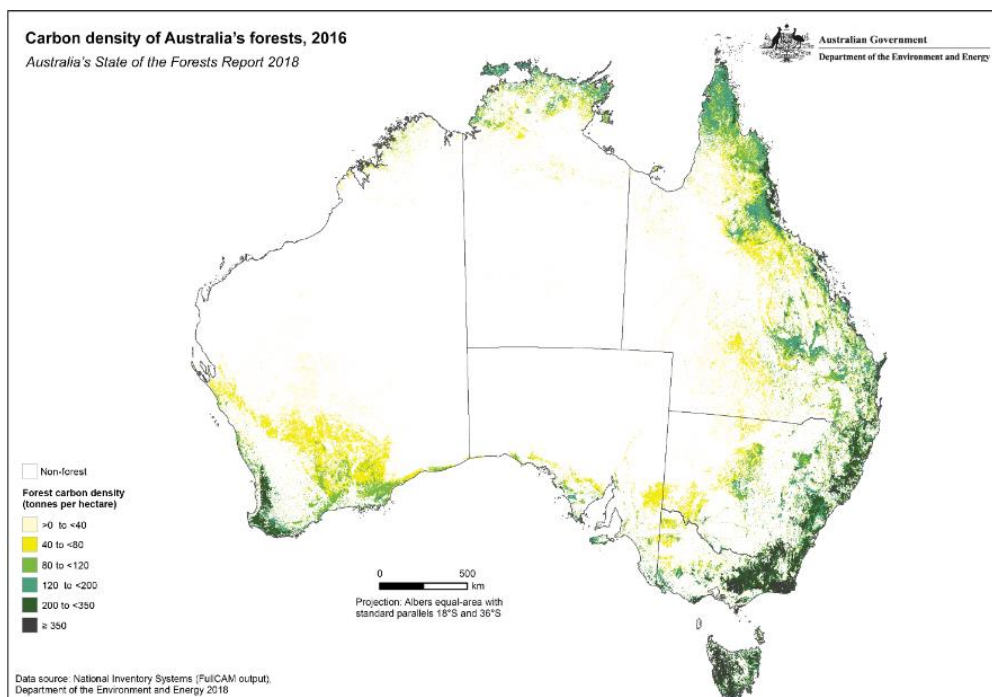 Carbon density of Australia's forests, 2016
Australia's State of the Forests Report 2018
Australian Government
Department of the Environment and Energy
Non-forest
Forest carbon density
(tonnes per hectare)
>0 to <40
40 to <80
80 to <120
120 to <200
200 to <350
≥ 350
0 500
km
Projection: Albers equal-area with
standard parallels 18°S and 36°S
Data source: National Inventory Systems (FullCAM output),
Department of the Environment and Energy 2018